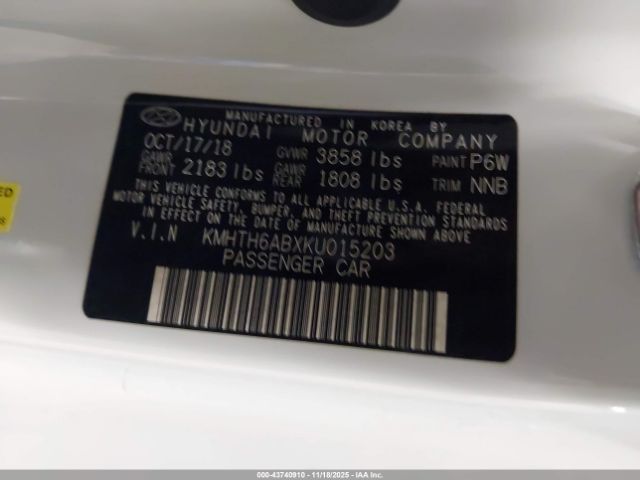 MANUFACTURED IN KOREA BY
HYUNDAI MOTOR COMPANY
OCT/17/18 GVWR 3858 lbs PAINT P6W
GAWR FRONT 2183 lbs GAWR REAR 1808 lbs TRIM NNB
THIS VEHICLE CONFORMS TO ALL APPLICABLE U.S.A. FEDERAL
MOTOR VEHICLE SAFETY, BUMPER, AND THEFT PREVENTION STANDARDS
IN EFFECT ON THE DATE OF MANUFACTURE SHOWN ABOVE
V.I.N KMHTH6ABXKU015203
PASSENGER CAR
000-43740910 - 11/18/2025 - IAA Inc.